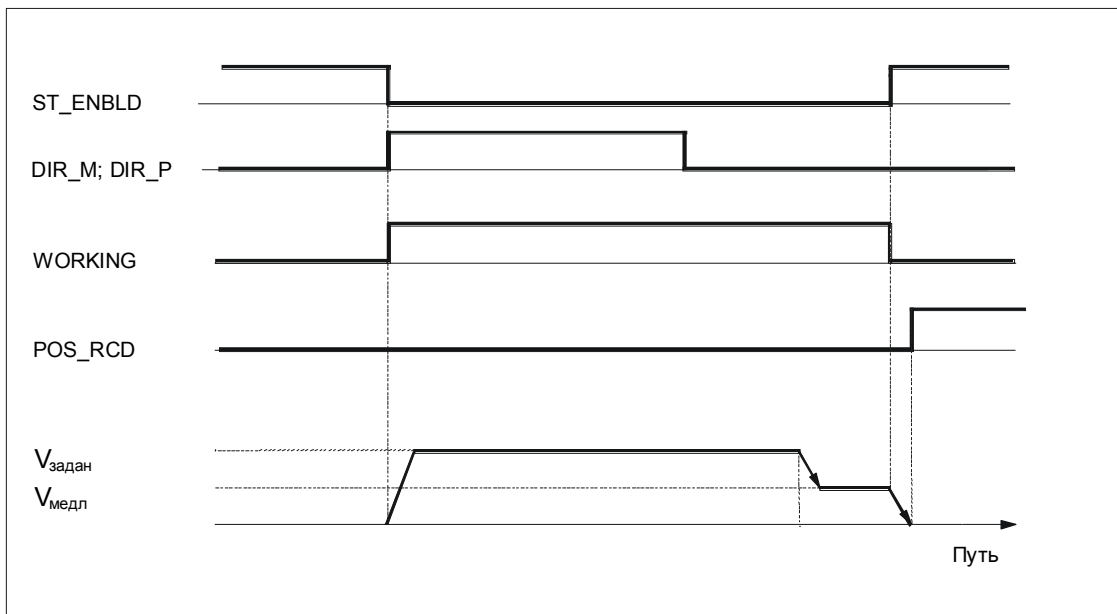 ST_ENBLD
DIR_M; DIR_P
WORKING
POS_RCD
Vзадан
Vмедл
Путь